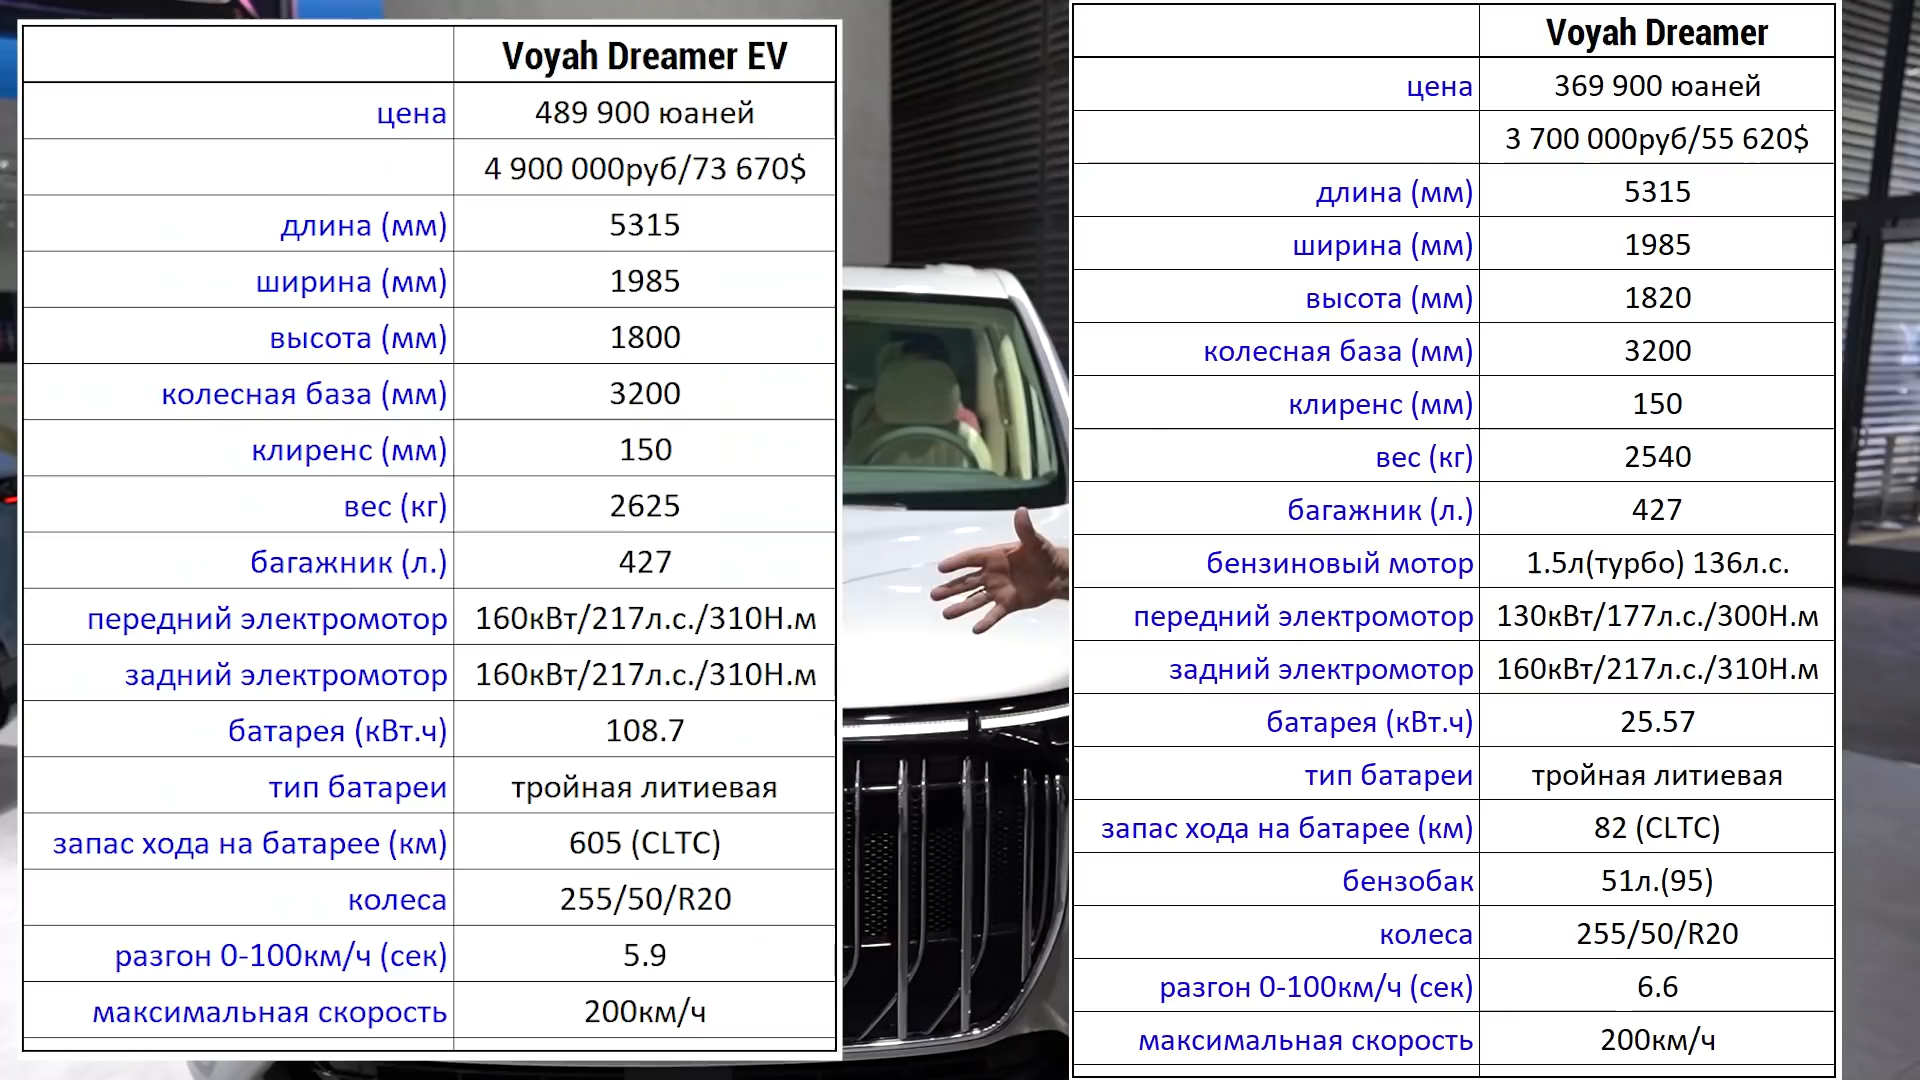 Voyah Dreamer EV
цена 489 900 юаней
4 900 000руб/73 670$
длина (мм) 5315
ширина (мм) 1985
высота (мм) 1800
колесная база (мм) 3200
клиренс (мм) 150
вес (кг) 2625
багажник (л.) 427
передний электромотор 160кВт/217л.с./310Н.м
задний электромотор 160кВт/217л.с./310Н.м
батарея (кВт.ч) 108.7
тип батареи тройная литиевая
запас хода на батарее (км) 605 (CLTC)
колеса 255/50/R20
разгон 0-100км/ч (сек) 5.9
максимальная скорость 200км/ч
Voyah Dreamer
цена 369 900 юаней
3 700 000руб/55 620$
длина (мм) 5315
ширина (мм) 1985
высота (мм) 1820
колесная база (мм) 3200
клиренс (мм) 150
вес (кг) 2540
багажник (л.) 427
бензиновый мотор 1.5л(турбо) 136л.с.
передний электромотор 130кВт/177л.с./300Н.м
задний электромотор 160кВт/217л.с./310Н.м
батарея (кВт.ч) 25.57
тип батареи тройная литиевая
запас хода на батарее (км) 82 (CLTC)
бензобак 51л.(95)
колеса 255/50/R20
разгон 0-100км/ч (сек) 6.6
максимальная скорость 200км/ч